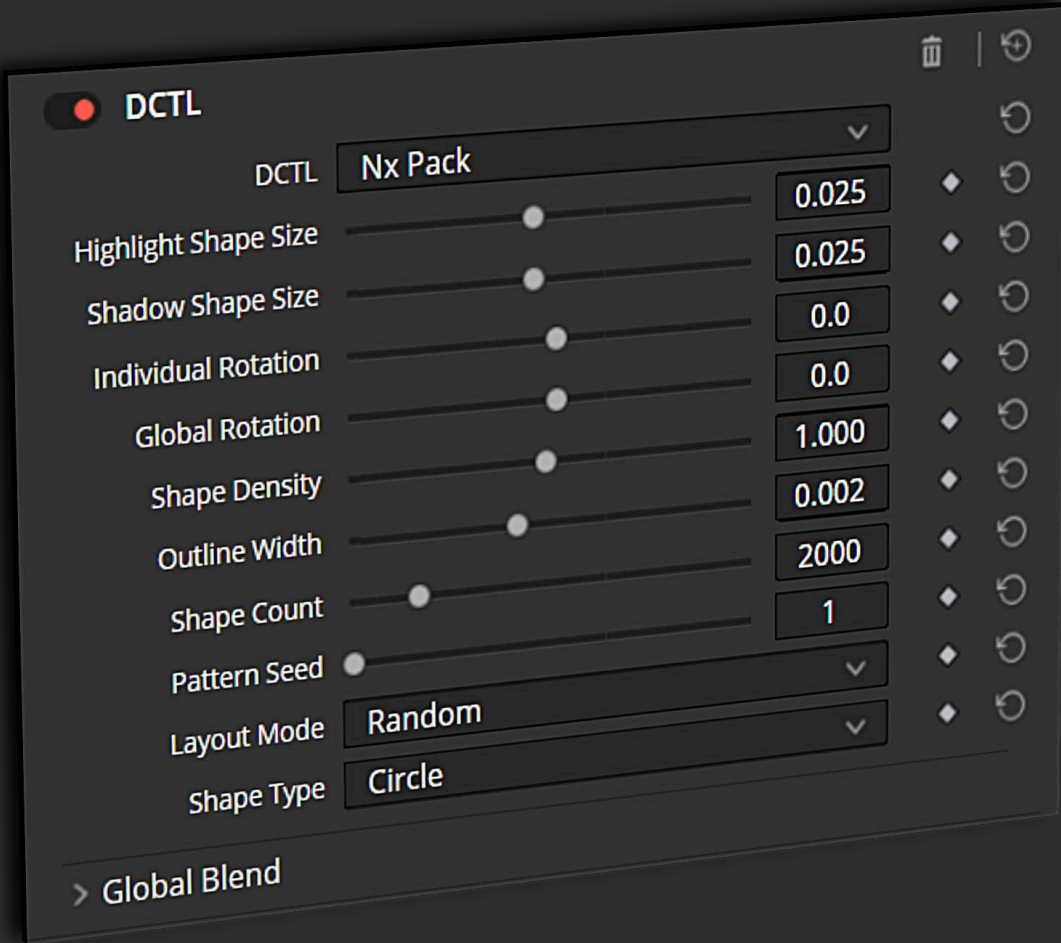 DCTL
DCTL Nx Pack
Highlight Shape Size 0.025
Shadow Shape Size 0.025
Individual Rotation 0.0
Global Rotation 0.0
Shape Density 1.000
Outline Width 0.002
Shape Count 2000
Pattern Seed 1
Layout Mode Random
Shape Type Circle
Global Blend